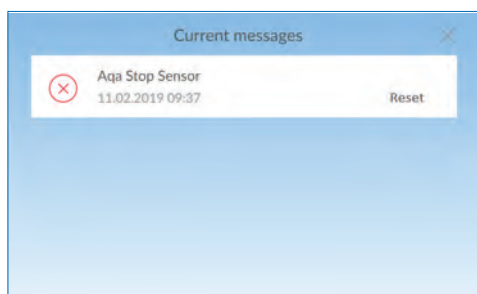 Current messages
Aqa Stop Sensor
11.02.2019 09:37
Reset